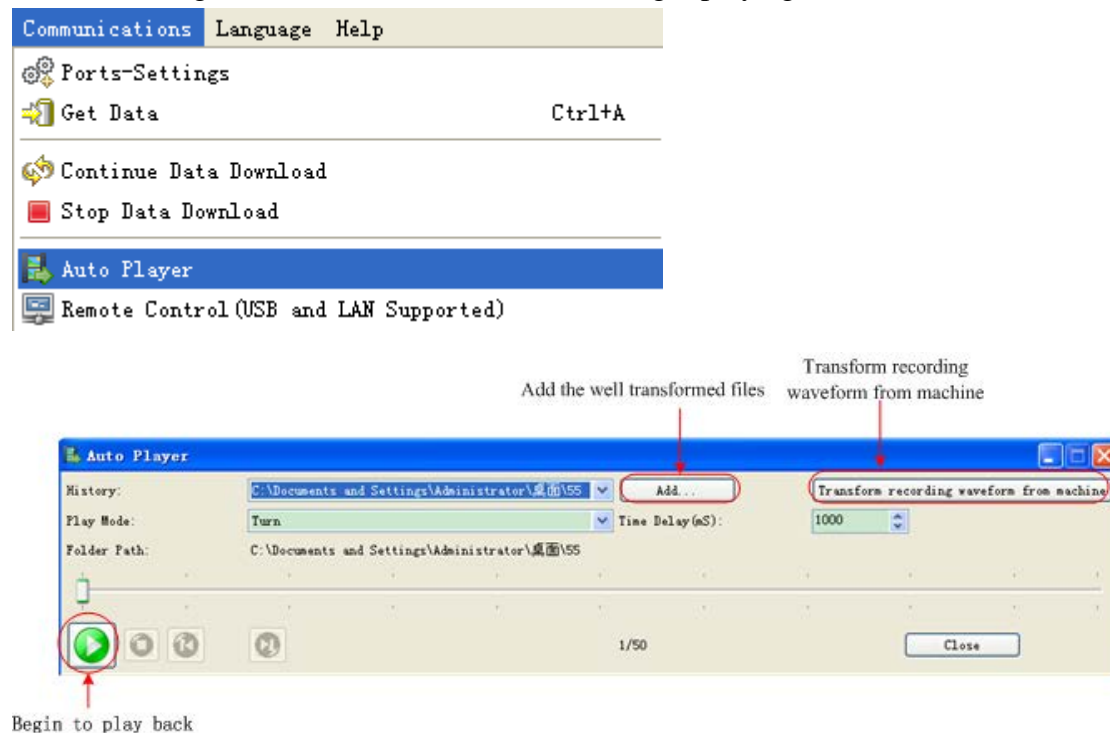 Communications Language Help
Ports-Settings
Get Data Ctrl+A
Continue Data Download
Stop Data Download
Auto Player
Remote Control(USB and LAN Supported)
Transform recording
waveform from machine
Add the well transformed files
Auto Player
History: C:\Documents and Settings\Administrator\桌面\55 Add... Transform recording waveform from machine
Play Mode: Turn Time Delay(mS): 1000
Folder Path: C:\Documents and Settings\Administrator\桌面\55
1/50 Close
Begin to play back